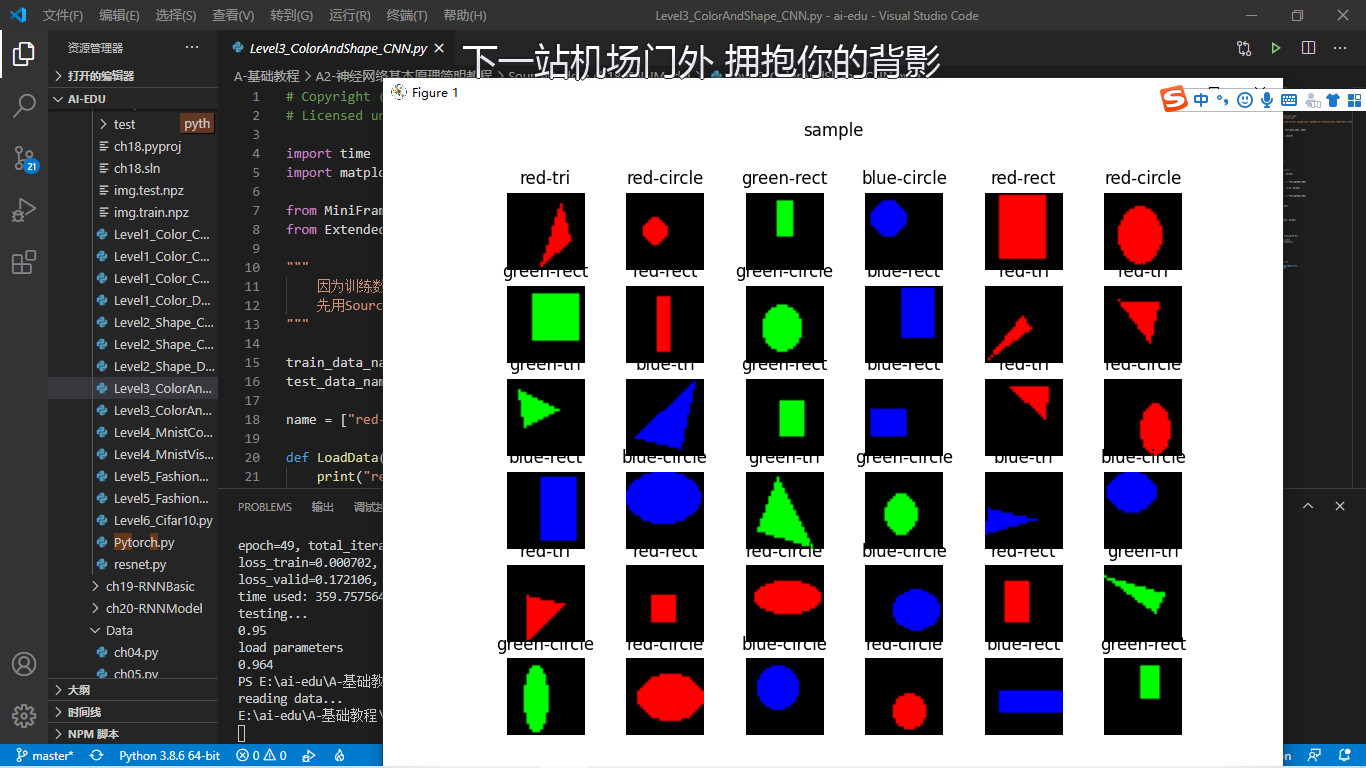 文件(F) 编辑(E) 选择(S) 查看(V) 转到(G) 运行(R) 终端(T) 帮助(H) Level3_ColorAndShape_CNN.py - ai-edu - Visual Studio Code
资源管理器
Level3_ColorAndShape_CNN.py
下一站机场门外 拥抱你的背影
打开的编辑器
AI-EDU
test
pyth
ch18.pyproj
ch18.sln
img.test.npz
img.train.npz
Level1_Color_C...
Level1_Color_C...
Level1_Color_C...
Level1_Color_D...
Level2_Shape_C...
Level2_Shape_C...
Level2_Shape_D...
Level3_ColorAn...
Level3_ColorAn...
Level4_MnistCo...
Level4_MnistVis...
Level5_Fashion...
Level5_Fashion...
Level6_Cifar10.py
Pytorch.py
resnet.py
ch19-RNNBasic
ch20-RNNModel
Data
ch04.py
ch05.py
大纲
时间线
NPM 脚本
A-基础教程 > A2-神经网络基本原理简明教程
1 # Copyright (
2 # Licensed un
3
4 import time
5 import matplo
6
7 from MiniFram
8 from Extended
9
10 """
11 因为训练数
12 先用Sourc
13 """
14
15 train_data_na
16 test_data_nam
17
18 name = ["red-
19
20 def LoadData(
21 print("re
PROBLEMS 输出 调试控
epoch=49, total_itera
loss_train=0.000702,
loss_valid=0.172106,
time used: 359.757564
testing...
0.95
load parameters
0.964
PS E:\ai-edu\A-基础教
reading data...
E:\ai-edu\A-基础教程\
Figure 1
中
sample
red-tri red-circle green-rect blue-circle red-rect red-circle
green-rect red-rect green-circle blue-rect red-tri red-tri
green-tri blue-tri green-rect blue-rect red-tri red-circle
blue-rect blue-circle green-tri green-circle blue-tri blue-circle
red-tri red-rect red-circle blue-circle red-rect green-tri
green-circle red-circle blue-circle red-circle blue-rect green-rect
21
master* Python 3.8.6 64-bit 0 0